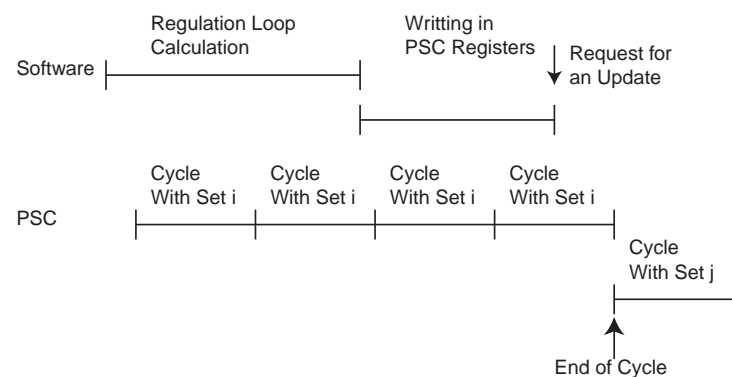 Regulation Loop
Calculation
Writting in
PSC Registers
Request for
an Update
Software
Cycle
With Set i
Cycle
With Set i
Cycle
With Set i
Cycle
With Set i
PSC
Cycle
With Set j
End of Cycle